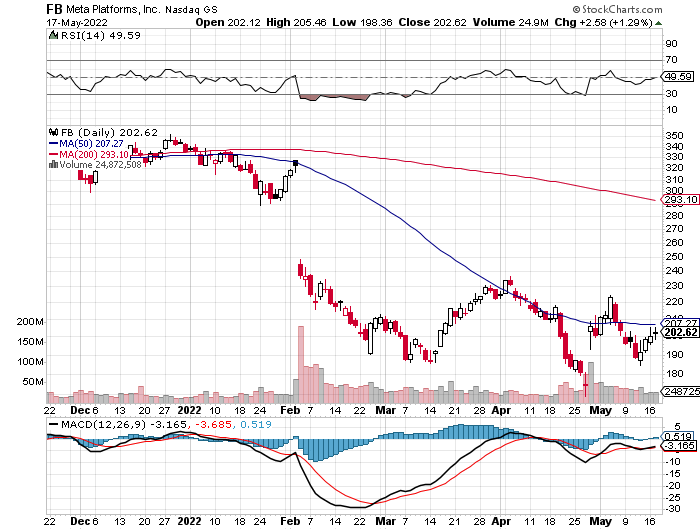 FB Meta Platforms, Inc. Nasdaq GS
© StockCharts.com
17-May-2022
Open 202.12 High 205.46 Low 198.36 Close 202.62 Volume 24.9M Chg +2.58 (+1.29%)
RSI(14) 49.59
90
70
49.59
30
10
FB (Daily) 202.62
MA(50) 207.27
MA(200) 293.10
Volume 24,872,508
350
340
330
320
310
300
293.10
280
270
260
250
240
230
220
207.27
202.62
190
180
248725
200M
150M
100M
50M
22 Dec 6 13 20 27 2022 10 18 24 Feb 7 14 22 Mar 7 14 21 28 Apr 11 18 25 May 9 16
MACD(12,26,9) -3.165, -3.685, 0.519
5
0.519
-3.165
-10
-15
-20
-25
-30
22 Dec 6 13 20 27 2022 10 18 24 Feb 7 14 22 Mar 7 14 21 28 Apr 11 18 25 May 9 16